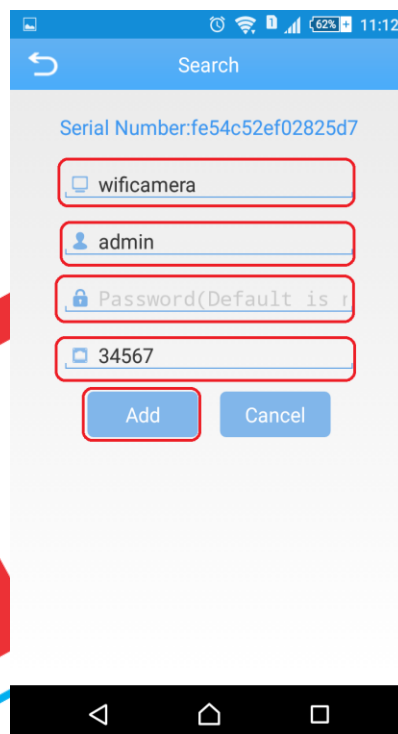 62% 11:12
Search
Serial Number:fe54c52ef02825d7
wificamera
admin
Password(Default is
34567
Add Cancel